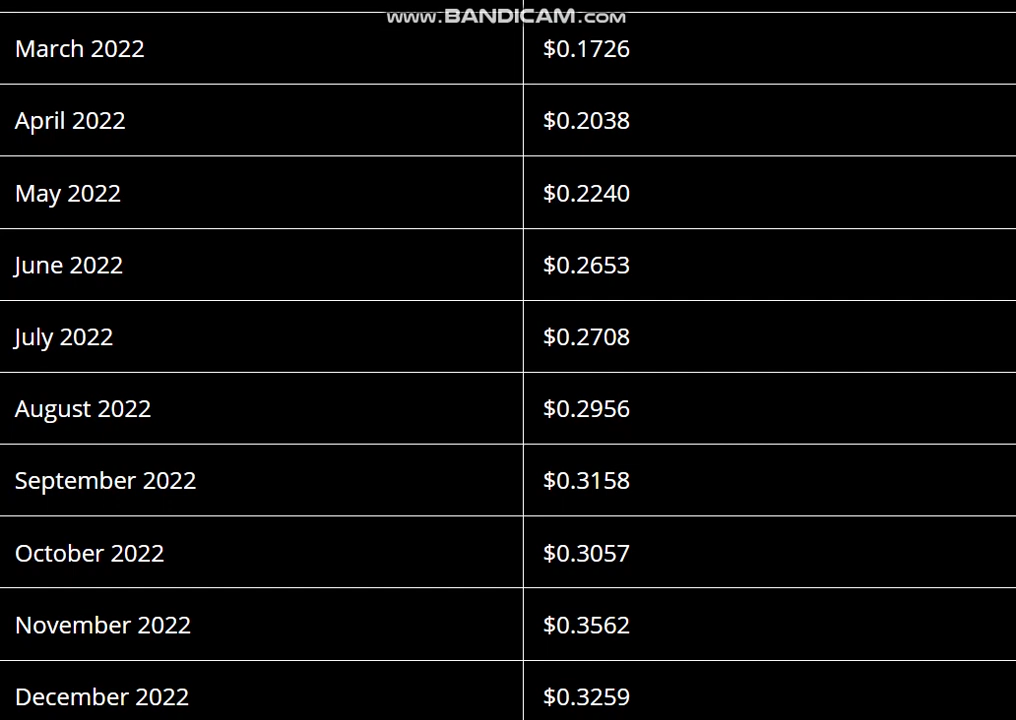 www.BANDICAM.com
March 2022 $0.1726
April 2022 $0.2038
May 2022 $0.2240
June 2022 $0.2653
July 2022 $0.2708
August 2022 $0.2956
September 2022 $0.3158
October 2022 $0.3057
November 2022 $0.3562
December 2022 $0.3259